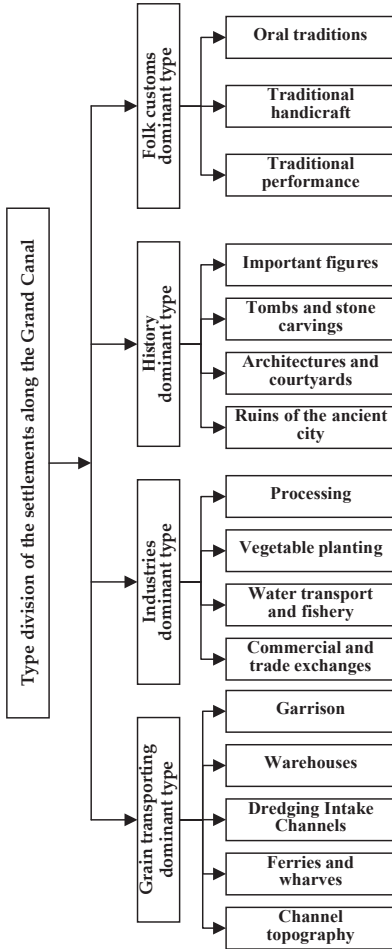 Type division of the settlements along the Grand Canal
Folk customs
dominant type
Oral traditions
Traditional
handicraft
Traditional
performance
History
dominant type
Important figures
Tombs and stone
carvings
Architectures and
courtyards
Ruins of the ancient
city
Industries
dominant type
Processing
Vegetable planting
Water transport
and fishery
Commercial and
trade exchanges
Grain transporting
dominant type
Garrison
Warehouses
Dredging Intake
Channels
Ferries and
wharves
Channel
topography